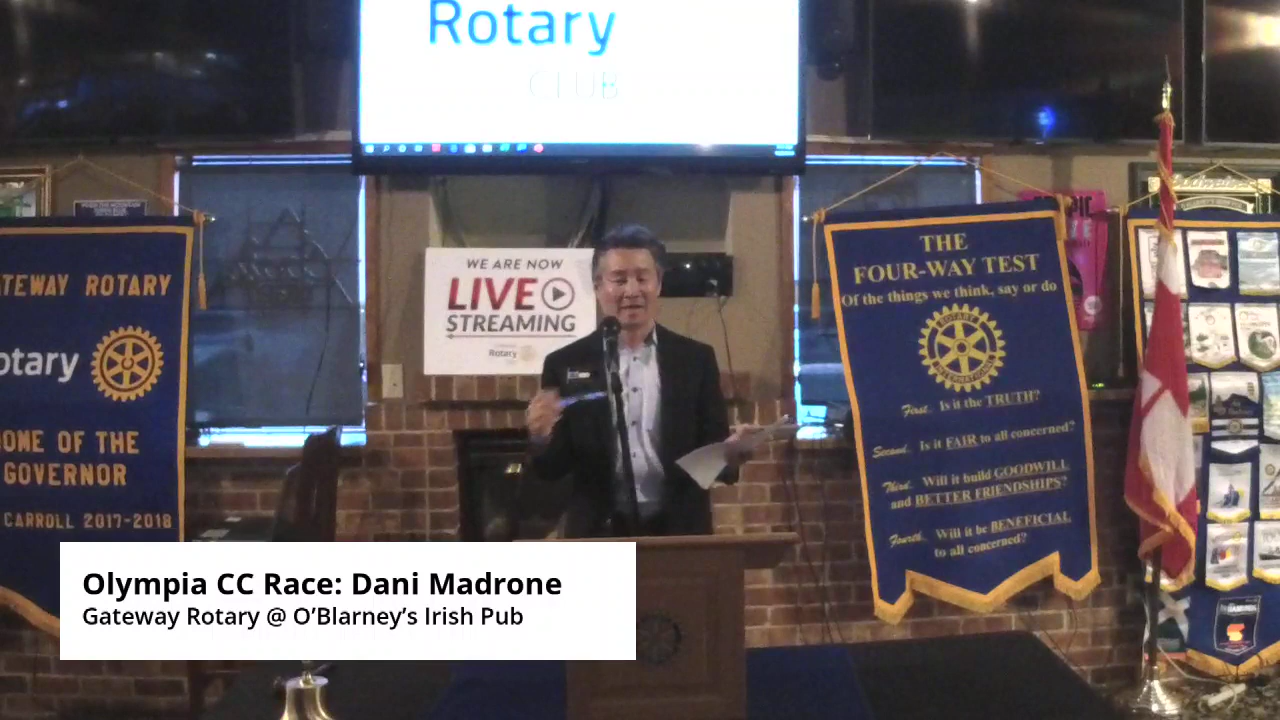 Rotary
CLUB
WE ARE NOW
LIVE
STREAMING
Rotary
THE
FOUR-WAY TEST
Of the things we think, say or do
ROTARY
INTERNATIONAL
First. Is it the TRUTH?
Second. Is it FAIR to all concerned?
Third. Will it build GOODWILL
and BETTER FRIENDSHIPS?
Fourth. Will it be BENEFICIAL
to all concerned?
ATEWAY ROTARY
otary
OME OF THE
GOVERNOR
CARROLL 2017-2018
Olympia CC Race: Dani Madrone
Gateway Rotary @ O’Blarney’s Irish Pub